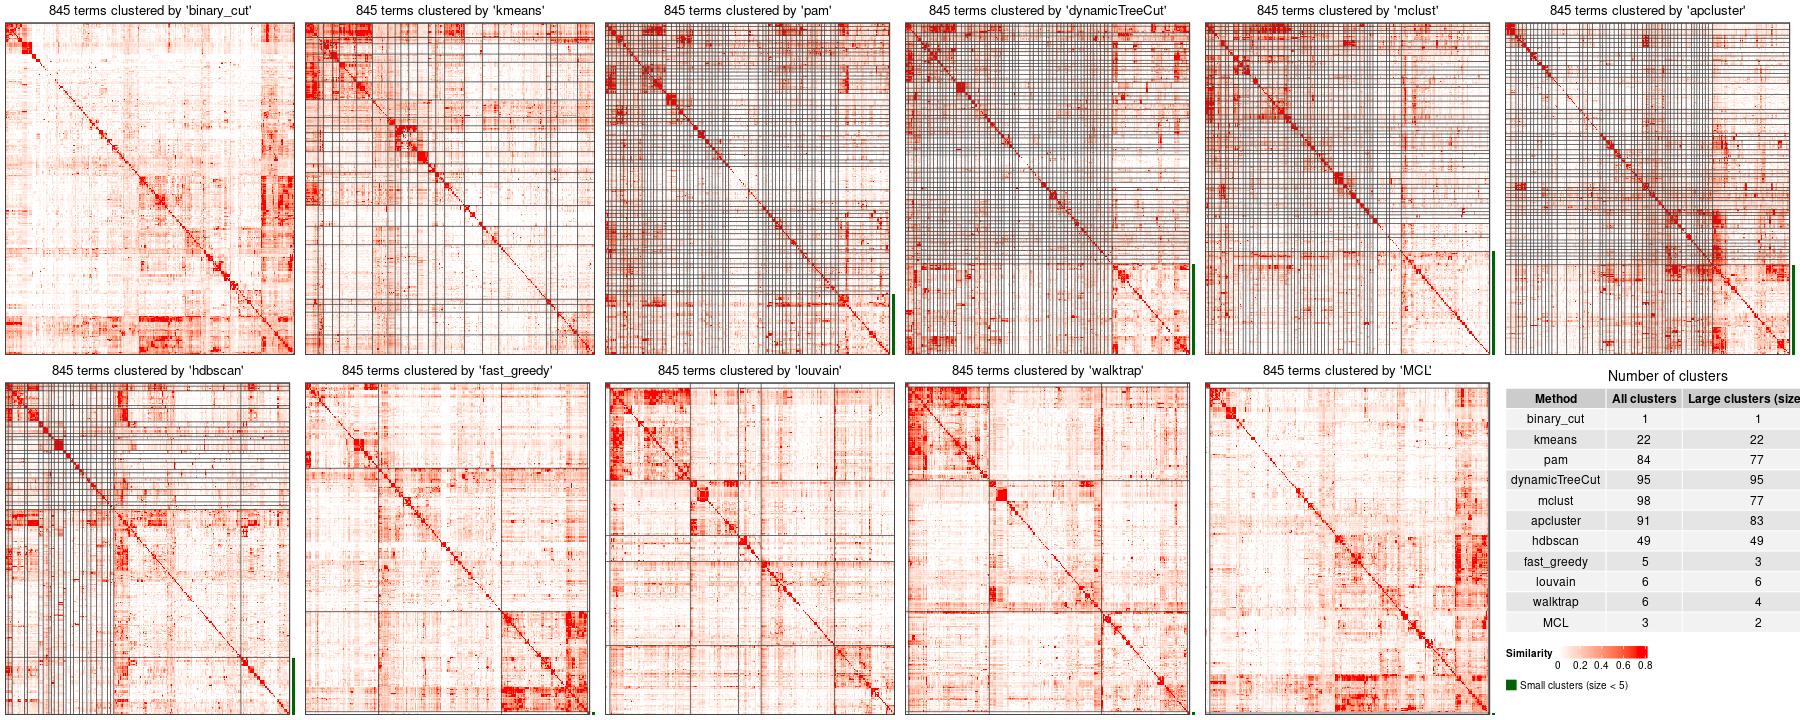 845 terms clustered by 'binary_cut'
845 terms clustered by 'kmeans'
845 terms clustered by 'pam'
845 terms clustered by 'dynamicTreeCut'
845 terms clustered by 'mclust'
845 terms clustered by 'apcluster'
845 terms clustered by 'hdbscan'
845 terms clustered by 'fast_greedy'
845 terms clustered by 'louvain'
845 terms clustered by 'walktrap'
845 terms clustered by 'MCL'
Number of clusters
Method All clusters Large clusters (size
binary_cut 1 1
kmeans 22 22
pam 84 77
dynamicTreeCut 95 95
mclust 98 77
apcluster 91 83
hdbscan 49 49
fast_greedy 5 3
louvain 6 6
walktrap 6 4
MCL 3 2
Similarity
0 0.2 0.4 0.6 0.8
Small clusters (size < 5)